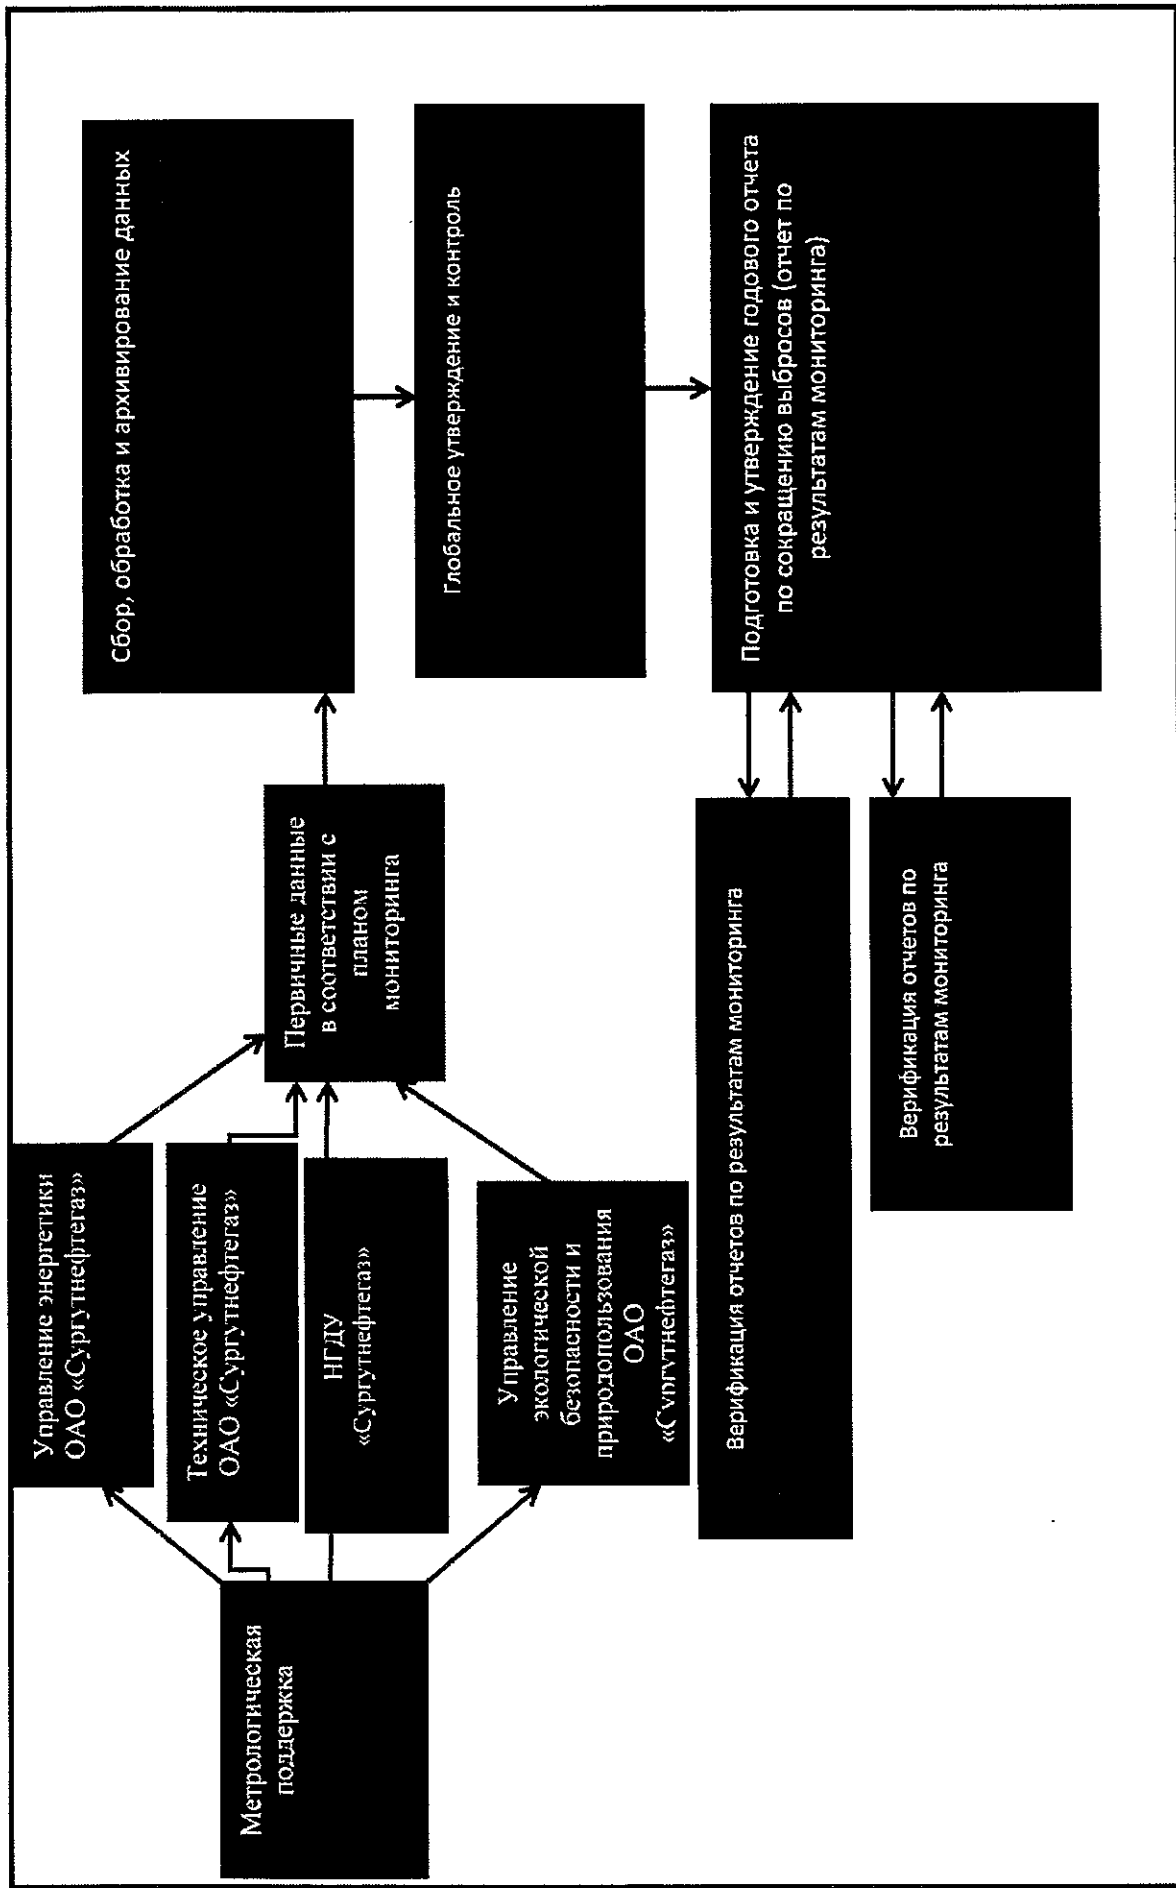 Метрологическая
поддержка
Управление энергетики
ОАО «Сургутнефтегаз»
Техническое управление
ОАО «Сургутнефтегаз»
НГДУ
«Сургутнефтегаз»
Управление
экологической
безопасности и
природопользования
ОАО
«Сургутнефтегаз»
Первичные данные
в соответствии с
планом
мониторинга
Сбор, обработка и архивирование данных
Глобальное утверждение и контроль
Подготовка и утверждение годового отчета
по сокращению выбросов (отчет по
результатам мониторинга)
Верификация отчетов по результатам мониторинга
Верификация отчетов по
результатам мониторинга